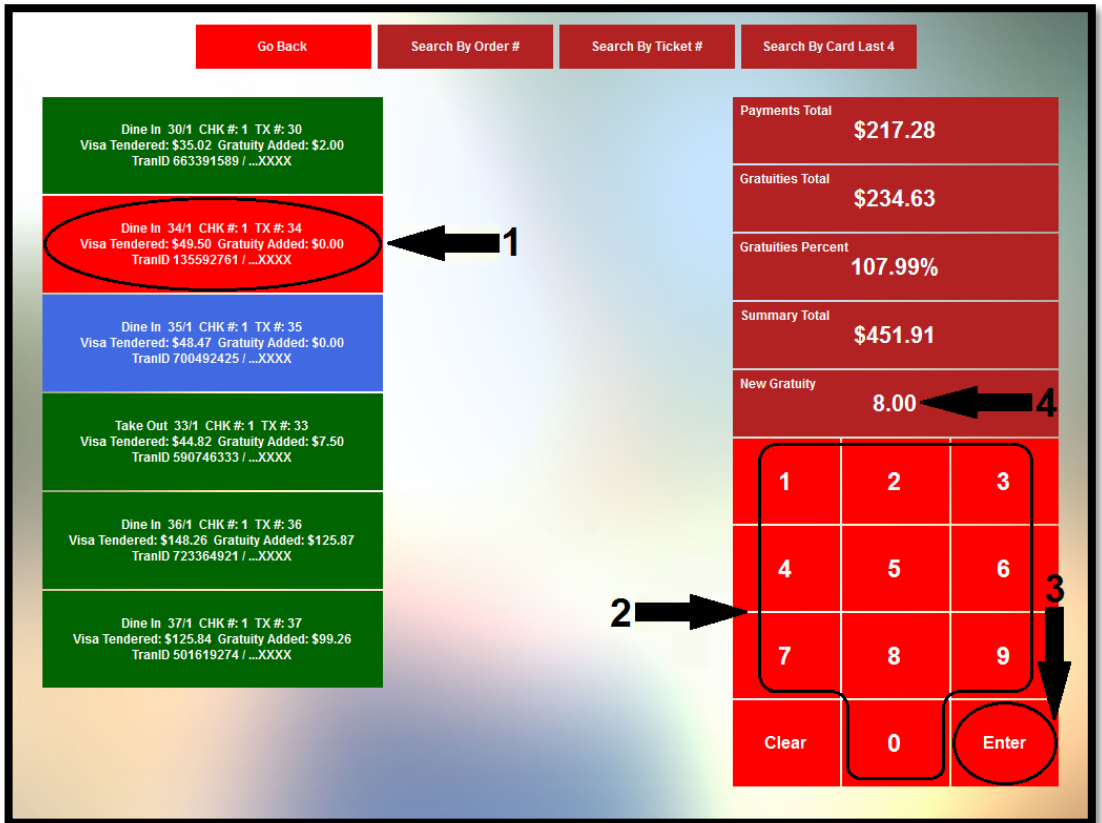 Go Back
Search By Order #
Search By Ticket #
Search By Card Last 4
Dine In 30/1 CHK #: 1 TX #: 30
Visa Tendered: $35.02 Gratuity Added: $2.00
TranID 663391589 / ...XXXX
Dine In 34/1 CHK #: 1 TX #: 34
Visa Tendered: $49.50 Gratuity Added: $0.00
TranID 135592761 / ...XXXX
1
Dine In 35/1 CHK #: 1 TX #: 35
Visa Tendered: $48.47 Gratuity Added: $0.00
TranID 700492425 / ...XXXX
Take Out 33/1 CHK #: 1 TX #: 33
Visa Tendered: $44.82 Gratuity Added: $7.50
TranID 590746333 / ...XXXX
Dine In 36/1 CHK #: 1 TX #: 36
Visa Tendered: $148.26 Gratuity Added: $125.87
TranID 723364921 / ...XXXX
Dine In 37/1 CHK #: 1 TX #: 37
Visa Tendered: $125.84 Gratuity Added: $99.26
TranID 501619274 / ...XXXX
Payments Total
$217.28
Gratuities Total
$234.63
Gratuities Percent
107.99%
Summary Total
$451.91
New Gratuity
8.00
4
1 2 3
4 5 6
3
2
7 8 9
Clear 0 Enter